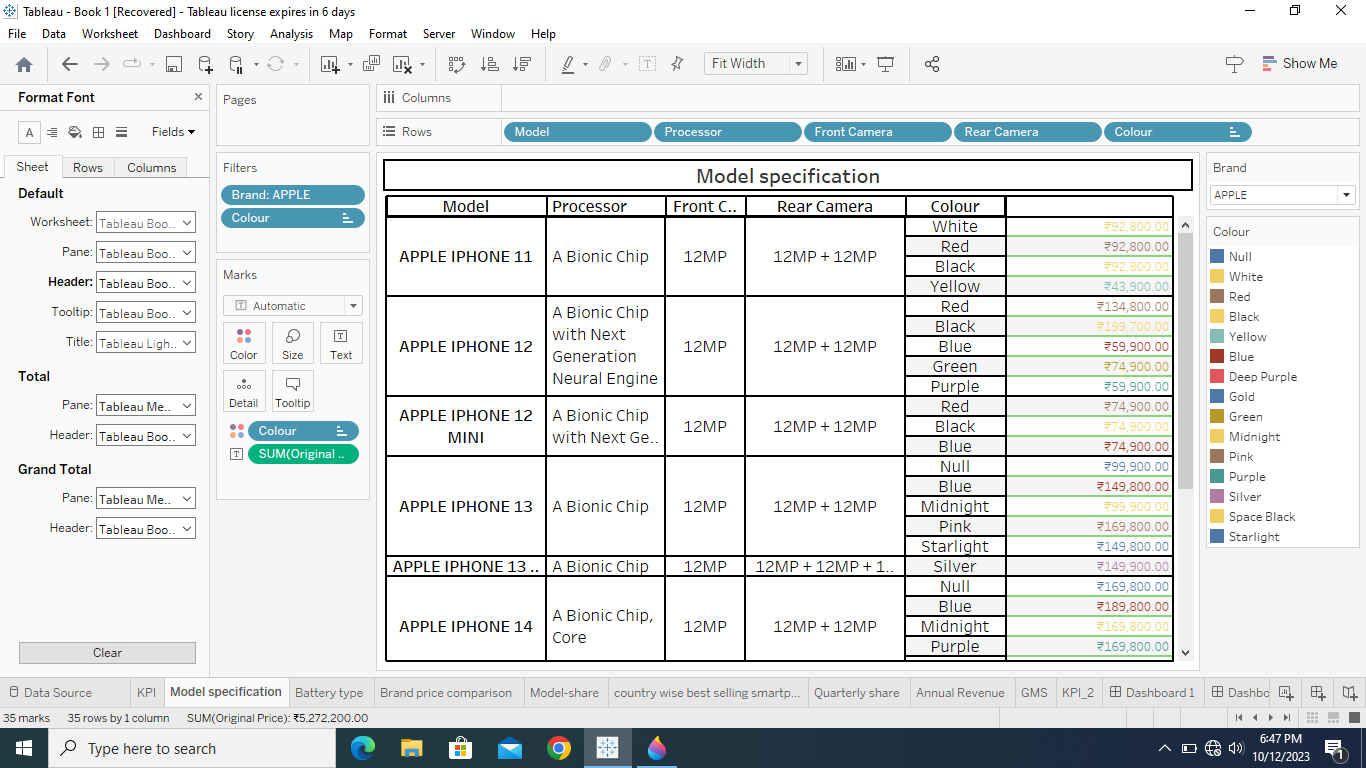 Tableau - Book 1 [Recovered] - Tableau license expires in 6 days
File Data Worksheet Dashboard Story Analysis Map Format Server Window Help
Fit Width
Show Me
Format Font
Fields
Sheet Rows Columns
Default
Worksheet: Tableau Boo..
Pane: Tableau Boo..
Header: Tableau Boo..
Tooltip: Tableau Boo..
Title: Tableau Ligh..
Total
Pane: Tableau Me..
Header: Tableau Boo..
Grand Total
Pane: Tableau Me..
Header: Tableau Boo..
Clear
Pages
Filters
Brand: APPLE
Colour
Marks
Automatic
Color Size Text
Detail Tooltip
Colour
SUM(Original ..
Columns
Rows Model Processor Front Camera Rear Camera Colour
Model specification
Model Processor Front C.. Rear Camera Colour
APPLE IPHONE 11 A Bionic Chip 12MP 12MP + 12MP
White ₹92,800.00
Red ₹92,800.00
Black ₹92,800.00
Yellow ₹43,900.00
APPLE IPHONE 12 A Bionic Chip
with Next
Generation
Neural Engine
12MP 12MP + 12MP
Red ₹134,800.00
Black ₹199,700.00
Blue ₹59,900.00
Green ₹74,900.00
Purple ₹59,900.00
APPLE IPHONE 12
MINI
A Bionic Chip
with Next Ge..
12MP 12MP + 12MP
Red ₹74,900.00
Black ₹74,900.00
Blue ₹74,900.00
APPLE IPHONE 13 A Bionic Chip 12MP 12MP + 12MP
Null ₹99,900.00
Blue ₹149,800.00
Midnight ₹99,900.00
Pink ₹169,800.00
Starlight ₹149,800.00
APPLE IPHONE 13 .. A Bionic Chip 12MP 12MP + 12MP + 1.. Silver ₹149,900.00
APPLE IPHONE 14 A Bionic Chip,
Core
12MP 12MP + 12MP
Null ₹169,800.00
Blue ₹189,800.00
Midnight ₹169,800.00
Purple ₹169,800.00
Brand
APPLE
Colour
Null
White
Red
Black
Yellow
Blue
Deep Purple
Gold
Green
Midnight
Pink
Purple
Silver
Space Black
Starlight
Data Source KPI Model specification Battery type Brand price comparison Model-share country wise best selling smartp... Quarterly share Annual Revenue GMS KPI_2 Dashboard 1 Dashbo
35 marks 35 rows by 1 column SUM(Original Price): ₹5,272,200.00
Type here to search
6:47 PM
10/12/2023
1